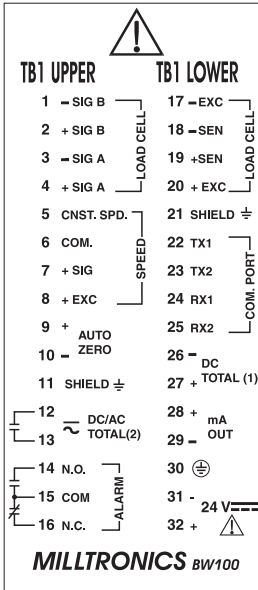 TB1 UPPER
1 – SIG B
2 + SIG B
3 – SIG A
4 + SIG A
LOAD CELL
5 CNST. SPD.
6 COM.
7 + SIG
8 + EXC
SPEED
9 +
10 –
AUTO
ZERO
11 SHIELD
12
13
DC/AC
TOTAL(2)
14 N.O.
15 COM
16 N.C.
ALARM
TB1 LOWER
17 – EXC
18 – SEN
19 +SEN
20 + EXC
LOAD CELL
21 SHIELD
22 TX1
23 TX2
24 RX1
25 RX2
COM. PORT
26 –
27 +
DC
TOTAL (1)
28 +
29 –
mA
OUT
30
31 -
32 +
24 V
MILLTRONICS BW100